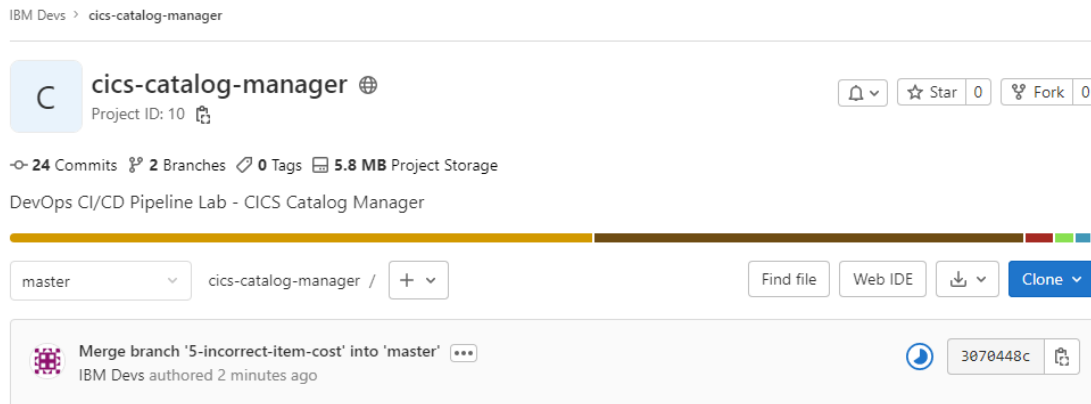 IBM Devs > cics-catalog-manager
C
cics-catalog-manager
Project ID: 10
Star 0
Fork 0
24 Commits 2 Branches 0 Tags 5.8 MB Project Storage
DevOps CI/CD Pipeline Lab - CICS Catalog Manager
master cics-catalog-manager / + Find file Web IDE Clone
Merge branch '5-incorrect-item-cost' into 'master' ...
IBM Devs authored 2 minutes ago
3070448c